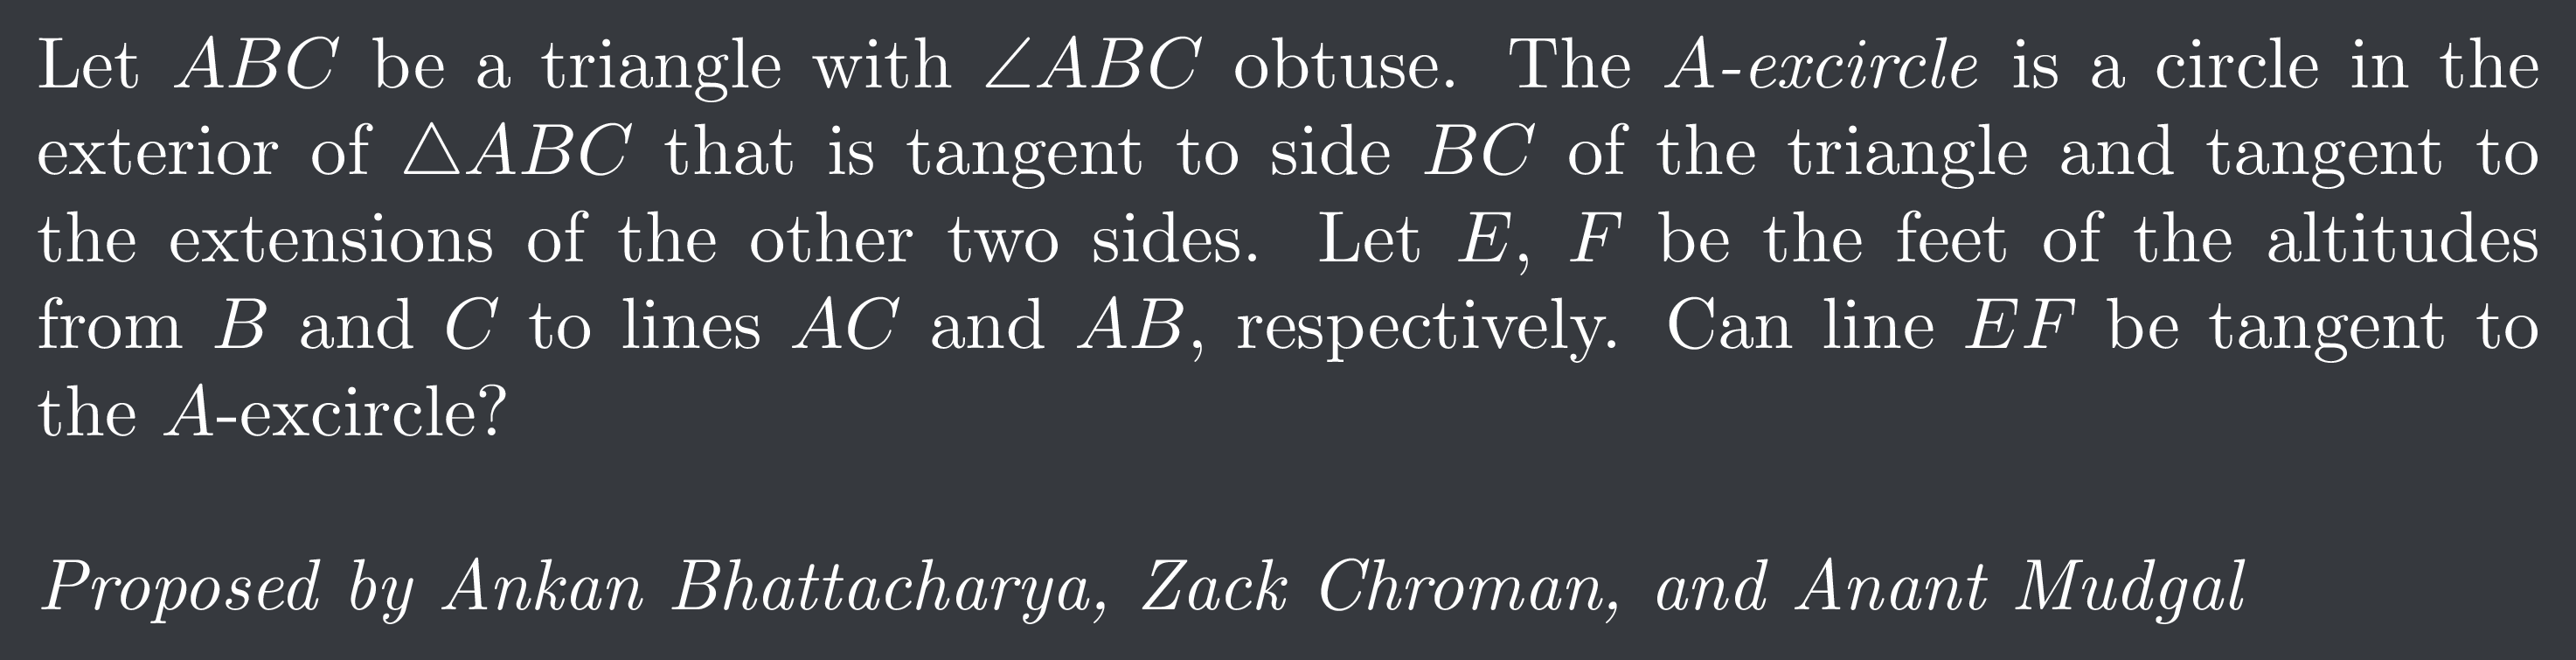 Let ABC be a triangle with ∠ABC obtuse. The A-excircle is a circle in the
exterior of △ABC that is tangent to side BC of the triangle and tangent to
the extensions of the other two sides. Let E, F be the feet of the altitudes
from B and C to lines AC and AB, respectively. Can line EF be tangent to
the A-excircle?
Proposed by Ankan Bhattacharya, Zack Chroman, and Anant Mudgal